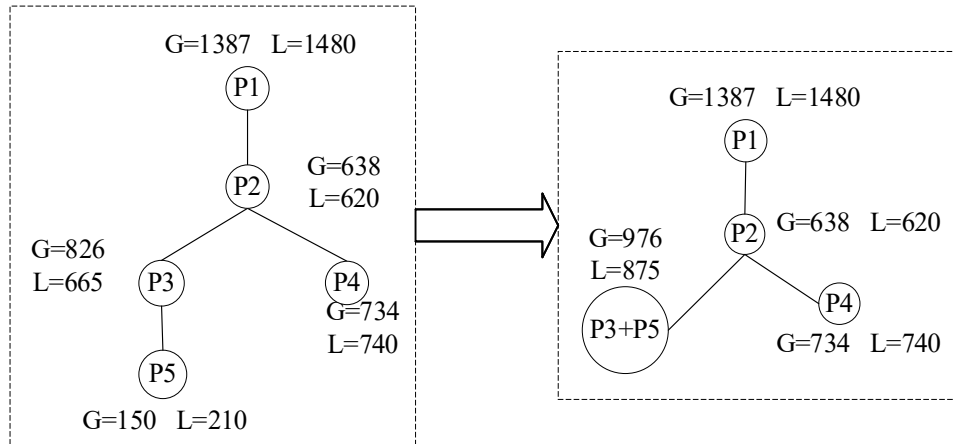 G=1387 L=1480
P1
P2
G=638
L=620
G=826
L=665
P3
P4
G=734
L=740
P5
G=150 L=210
G=1387 L=1480
P1
P2
G=638 L=620
G=976
L=875
P3+P5
P4
G=734 L=740